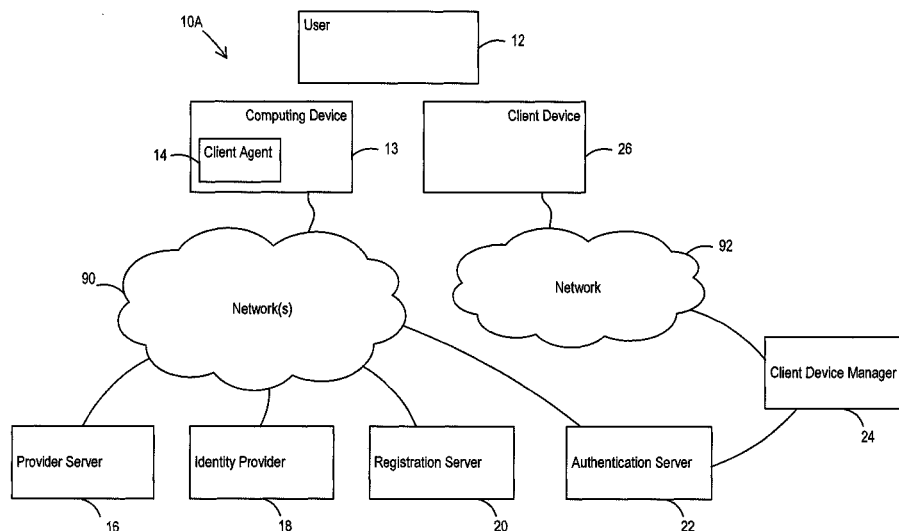 10A
User
12
Computing Device
14
Client Agent
13
Client Device
26
90
Network(s)
92
Network
Client Device Manager
24
Provider Server
16
Identity Provider
18
Registration Server
20
Authentication Server
22